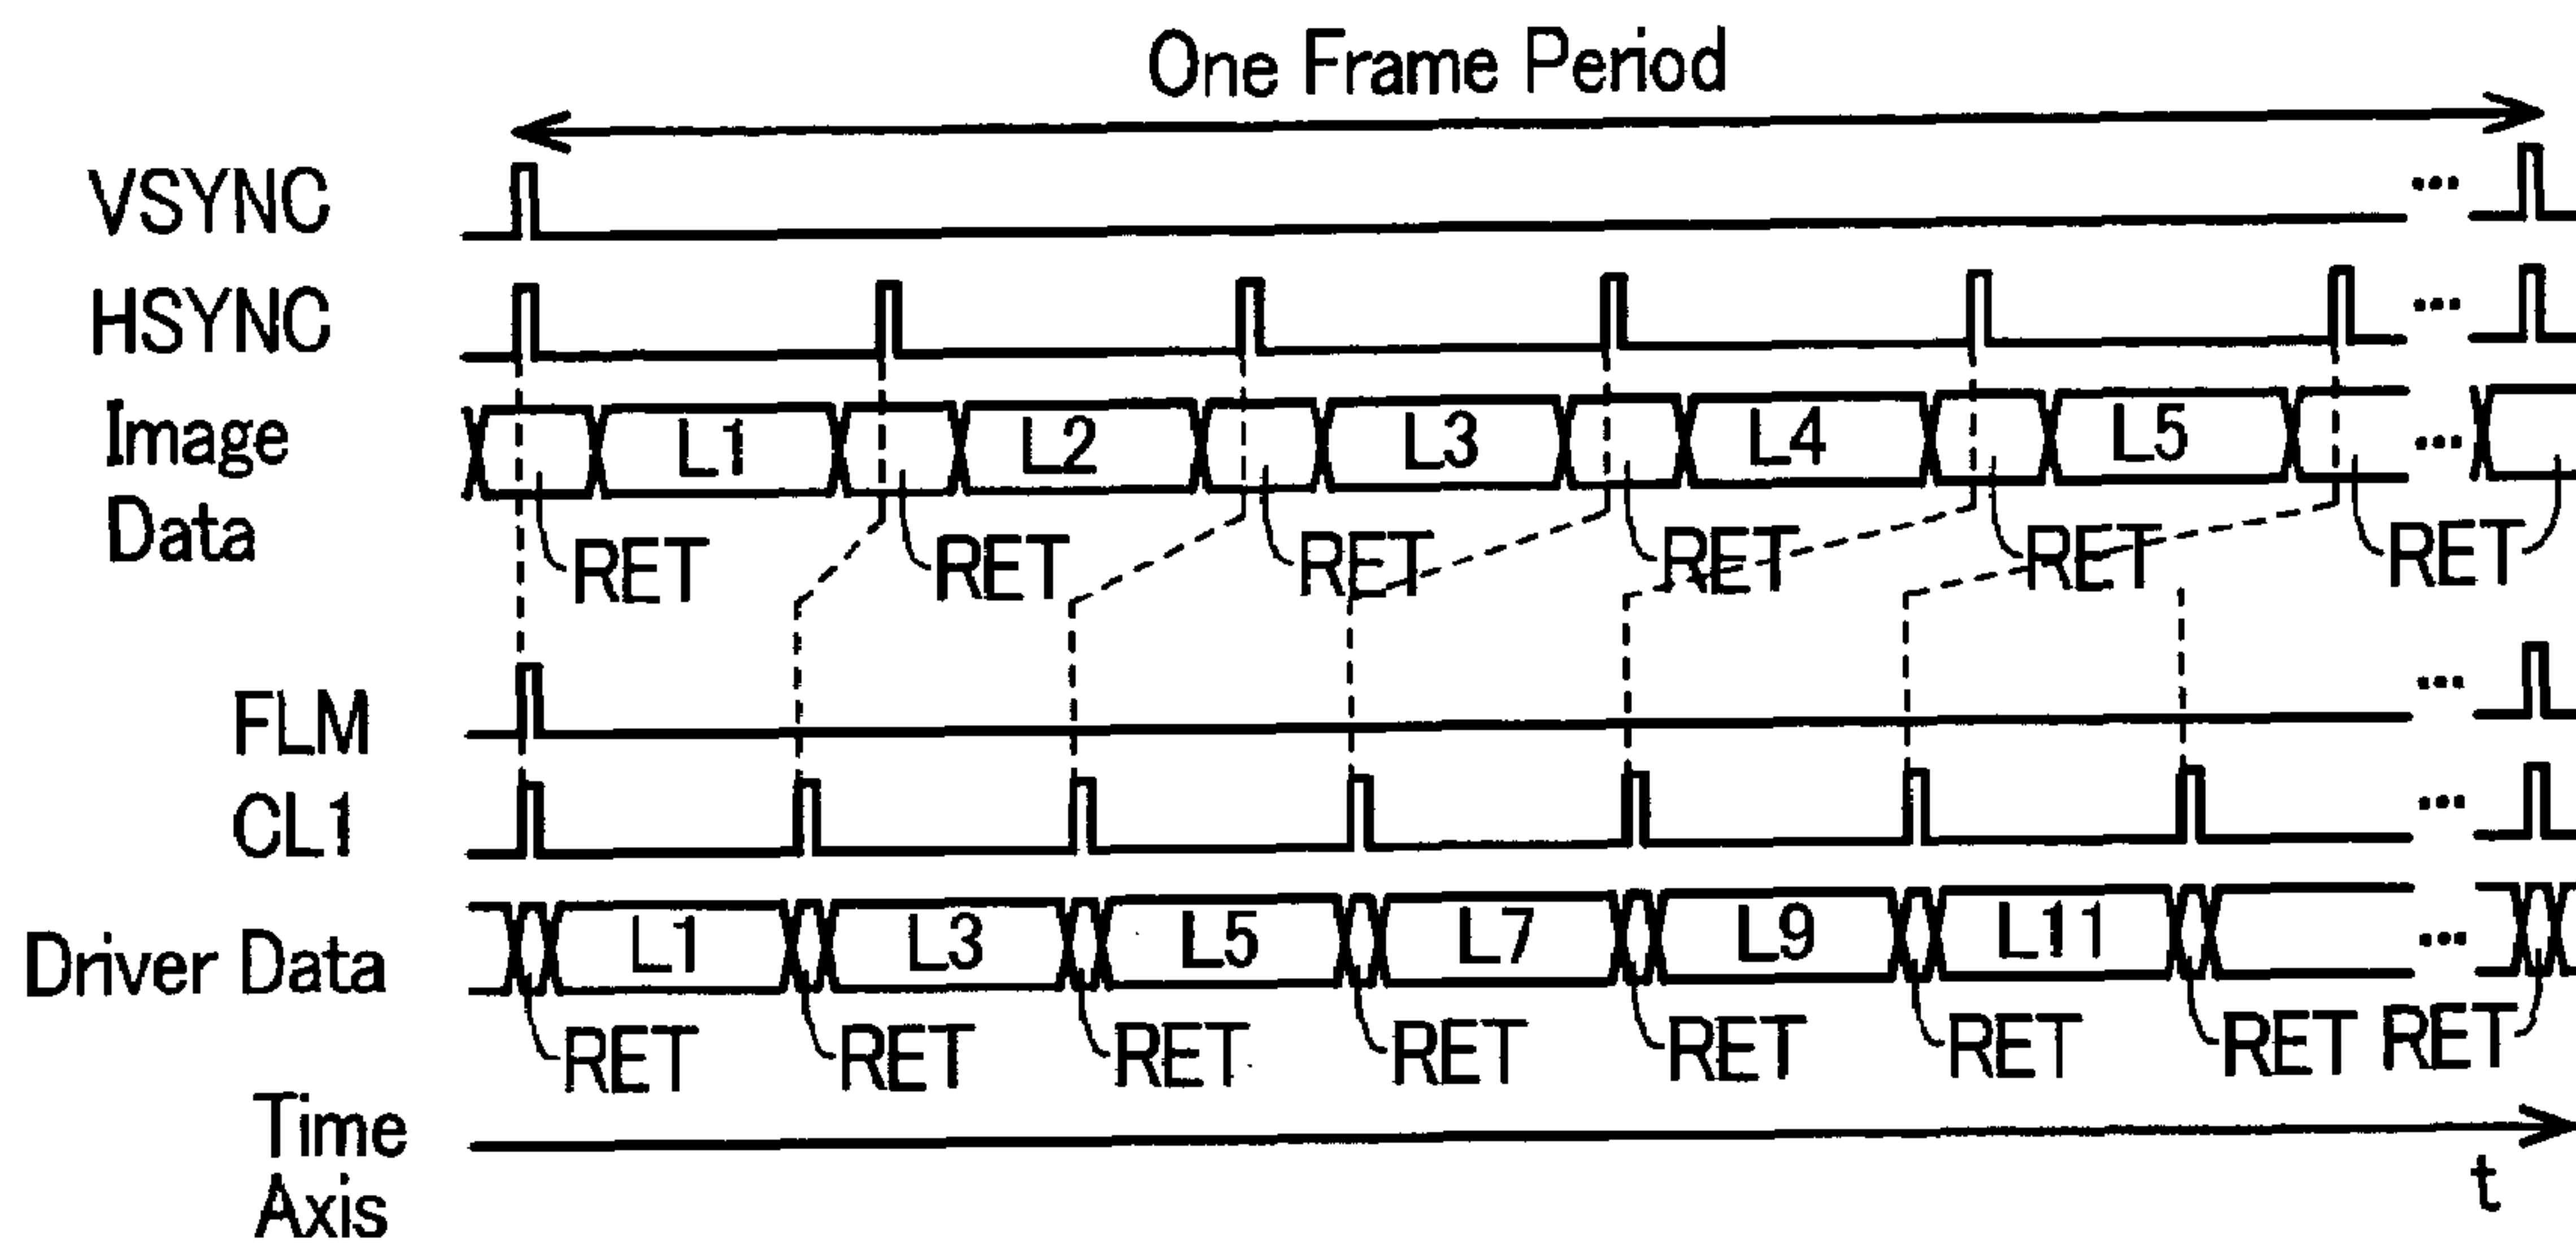 One Frame Period
VSYNC
...
HSYNC
...
Image
Data
L1
L2
L3
L4
L5
...
RET
RET
RET
RET
RET
RET
FLM
...
CL1
...
Driver Data
L1
L3
L5
L7
L9
L11
...
RET
RET
RET
RET
RET
RET
RET
RET
Time
Axis
t